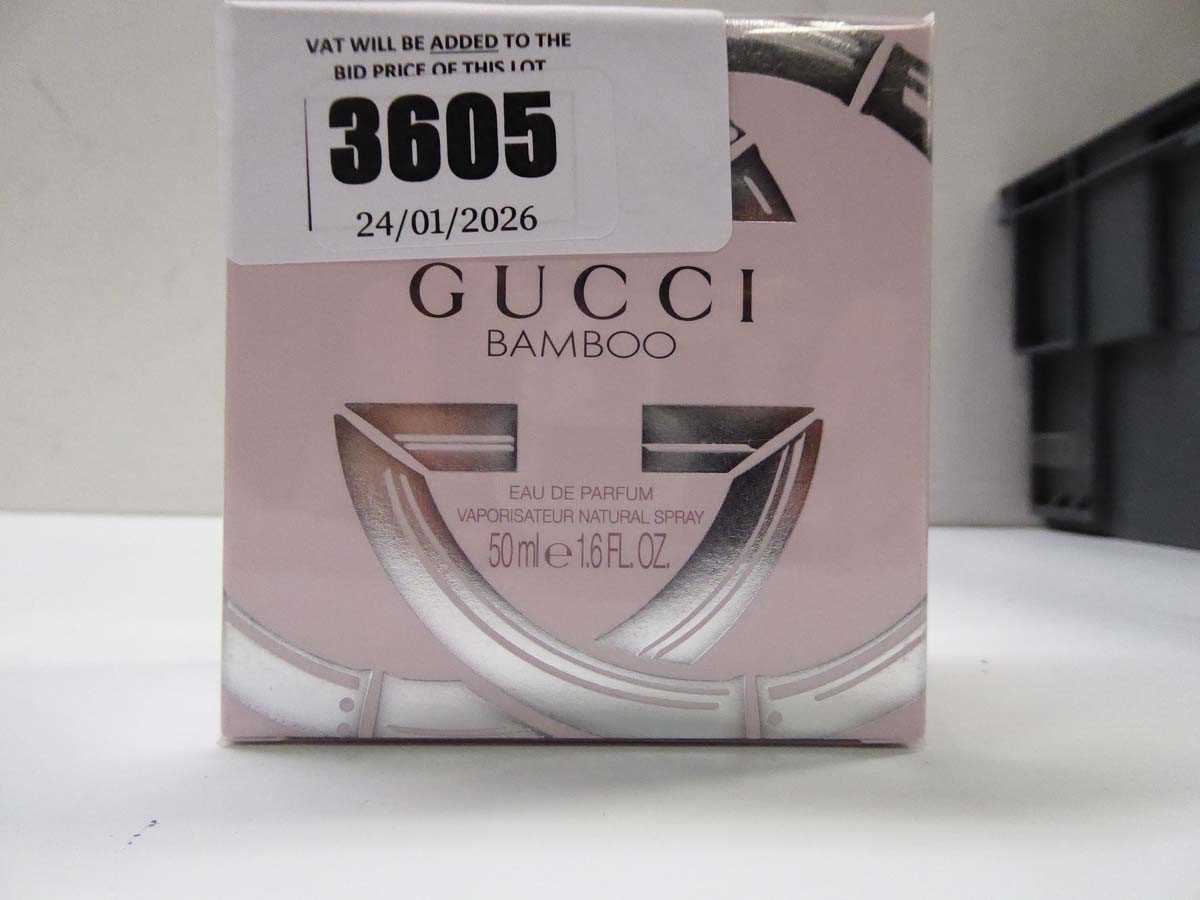 VAT WILL BE ADDED TO THE
BID PRICE OF THIS LOT
3605
24/01/2026
GUCCI
BAMBOO
EAU DE PARFUM
VAPORISATEUR NATURAL SPRAY
50 ml e 1.6 FL. OZ.